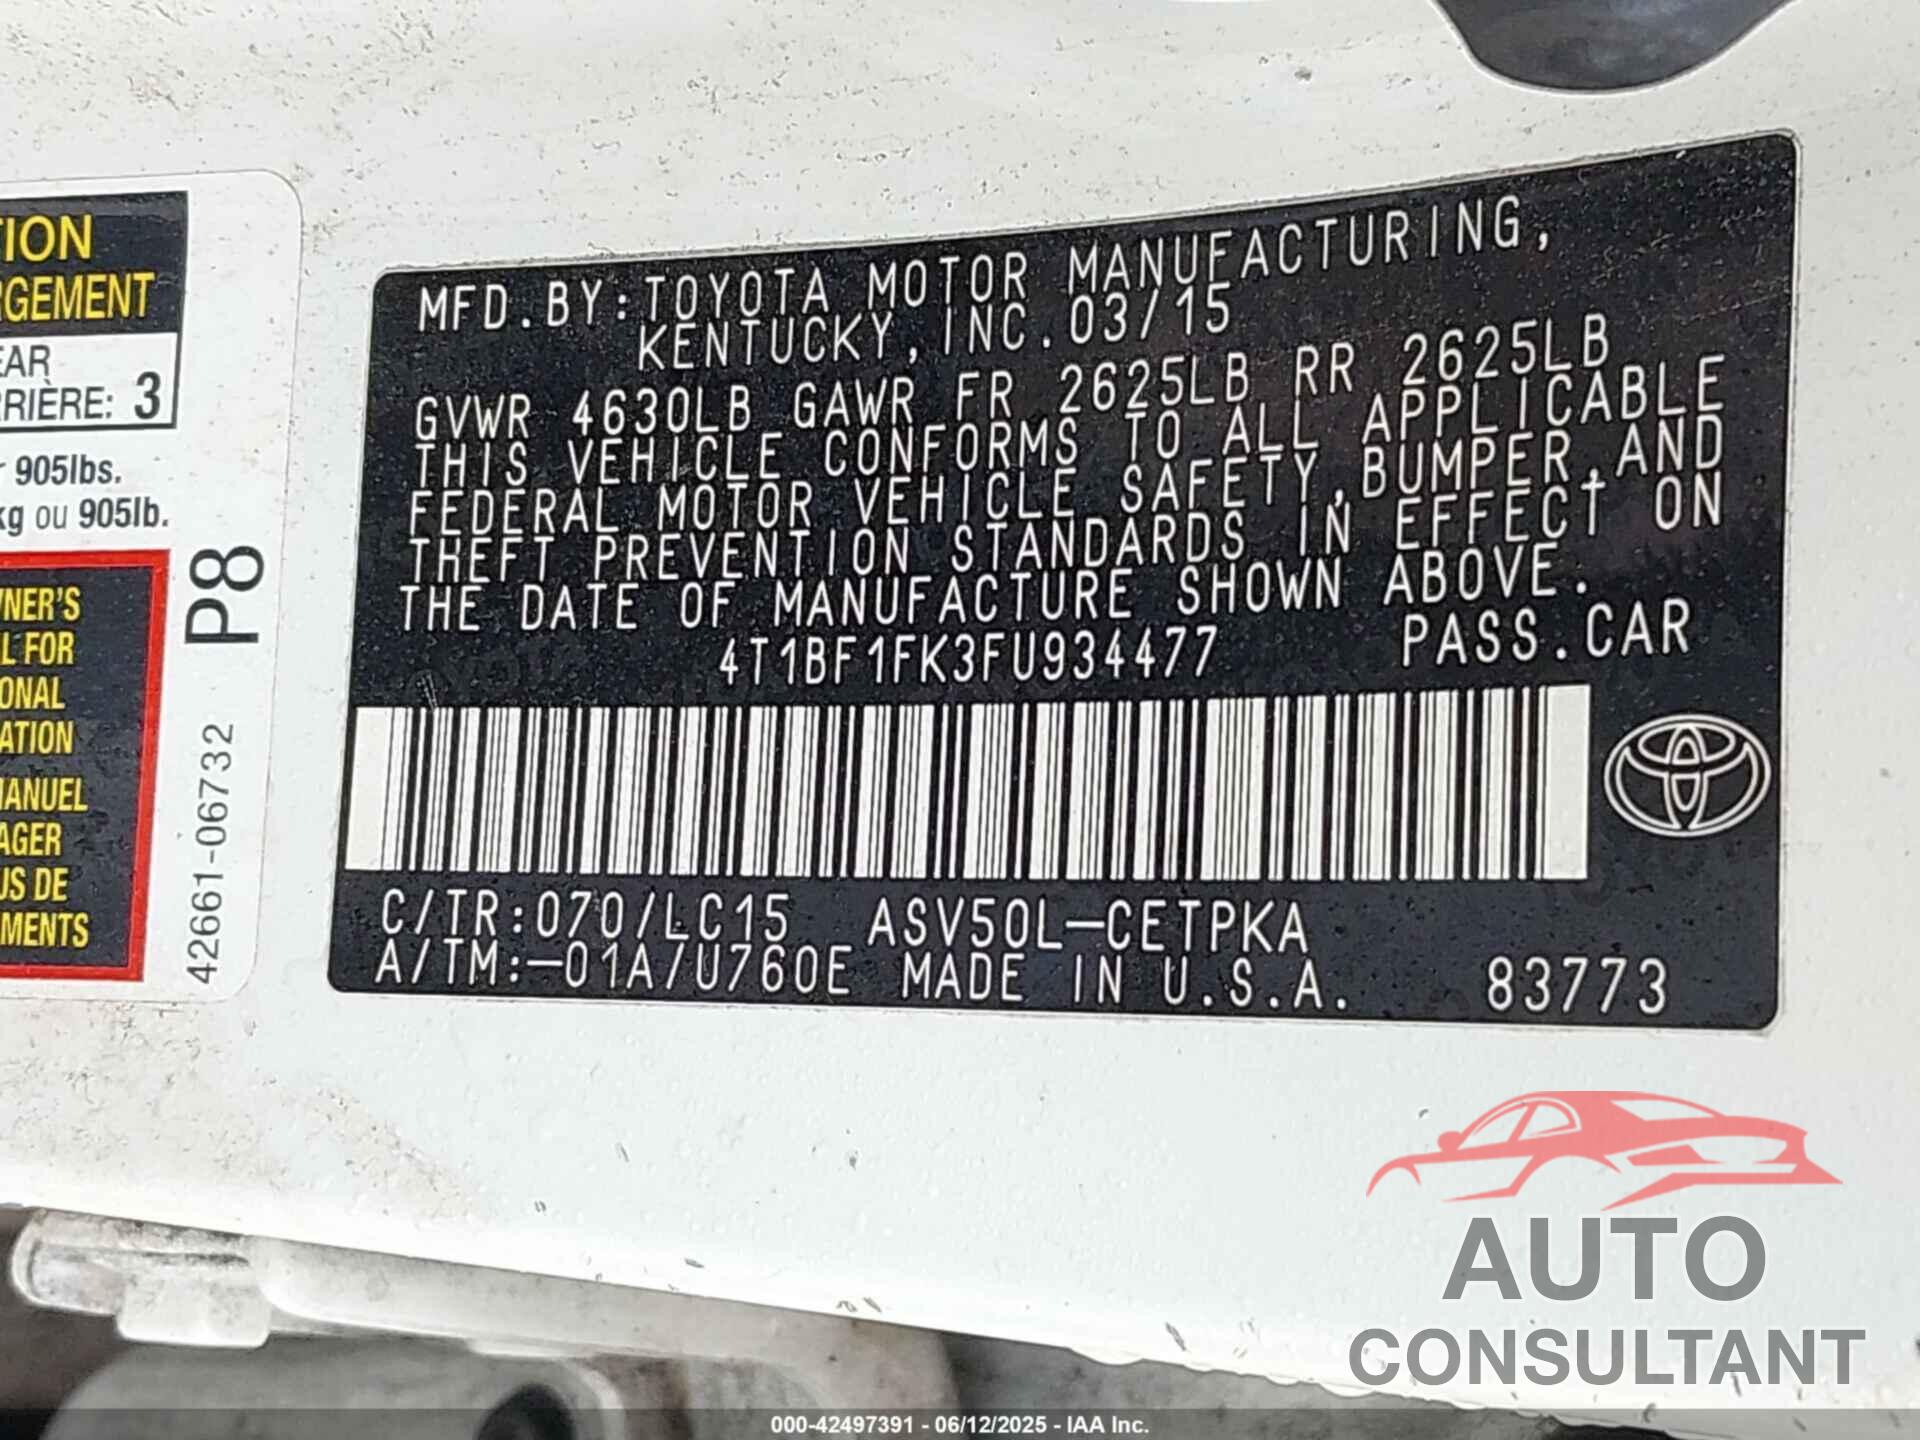 TION
RGEMENT
EAR
RRIÈRE: 3
905lbs.
kg ou 905lb.
WNER'S
L FOR
ONAL
ATION
MANUEL
AGER
US DE
MENTS
P8
42661-06732
MFD.BY:TOYOTA MOTOR MANUFACTURING,
KENTUCKY,INC.03/15
GVWR 4630LB GAWR FR 2625LB RR 2625LB
THIS VEHICLE CONFORMS TO ALL APPLICABLE
FEDERAL MOTOR VEHICLE SAFETY,BUMPER,AND
THEFT PREVENTION STANDARDS IN EFFECT ON
THE DATE OF MANUFACTURE SHOWN ABOVE.
4T1BF1FK3FU934477 PASS.CAR
C/TR:070/LC15 ASV50L-CETPKA
A/TM:-01A/U760E MADE IN U.S.A. 83773
AUTO
CONSULTANT
000-42497391 - 06/12/2025 - IAA Inc.